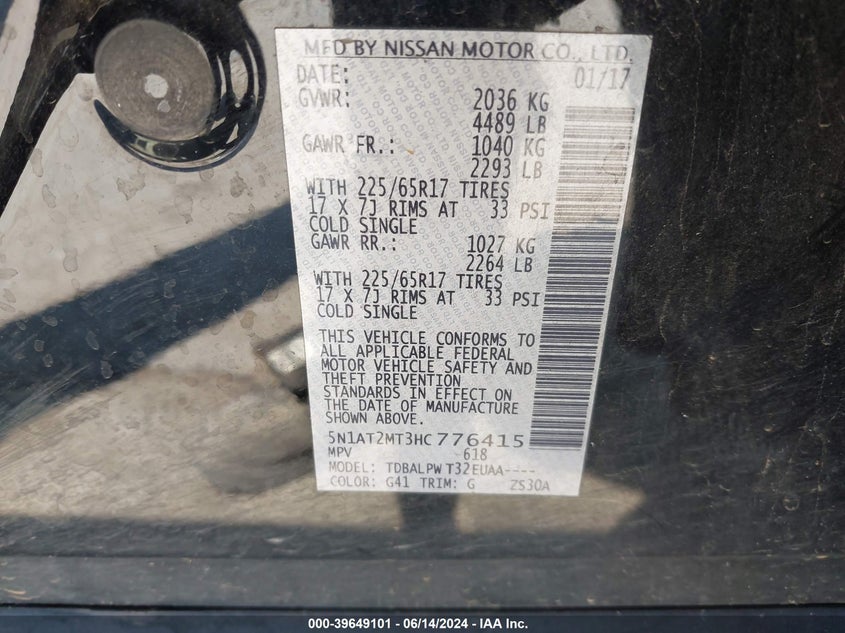 MFD BY NISSAN MOTOR CO., LTD.
DATE: 01/17
GVWR: 2036 KG
4489 LB
GAWR FR.: 1040 KG
2293 LB
WITH 225/65R17 TIRES
17 X 7J RIMS AT 33 PSI
COLD SINGLE
GAWR RR.: 1027 KG
2264 LB
WITH 225/65R17 TIRES
17 X 7J RIMS AT 33 PSI
COLD SINGLE
THIS VEHICLE CONFORMS TO
ALL APPLICABLE FEDERAL
MOTOR VEHICLE SAFETY AND
THEFT PREVENTION
STANDARDS IN EFFECT ON
THE DATE OF MANUFACTURE
SHOWN ABOVE.
5N1AT2MT3HC776415
MPV -618
MODEL: TDBALPW T32EUAA----
COLOR: G41 TRIM: G ZS30A
000-39649101 - 06/14/2024 - IAAI Inc.